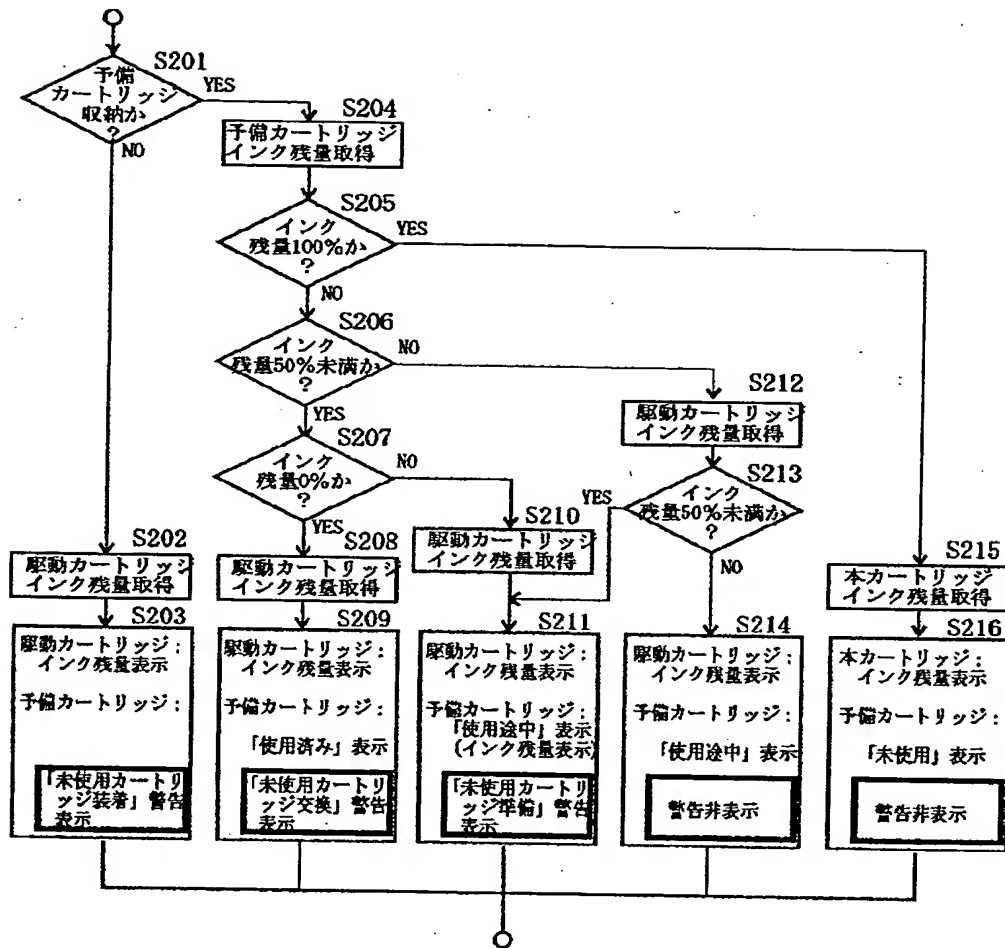 S201
予備
カートリッジ
収納か
?
YES
NO
S204
予備カートリッジ
インク残量取得
S205
インク
残量100%か
?
YES
NO
S206
インク
残量50%未満か
?
NO
YES
S207
インク
残量0%か
?
NO
YES
S212
駆動カートリッジ
インク残量取得
S213
インク
残量50%未満か
?
YES
NO
S202
駆動カートリッジ
インク残量取得
S208
駆動カートリッジ
インク残量取得
S210
駆動カートリッジ
インク残量取得
S215
本カートリッジ
インク残量取得
S203
駆動カートリッジ:
インク残量表示
予備カートリッジ:
「未使用カートリ
ッジ装着」警告
表示
S209
駆動カートリッジ:
インク残量表示
予備カートリッジ:
「使用済み」表示
「未使用カートリ
ッジ交換」警告
表示
S211
駆動カートリッジ:
インク残量表示
予備カートリッジ:
「使用途中」表示
(インク残量表示)
「未使用カートリ
ッジ準備」警告
表示
S214
駆動カートリッジ:
インク残量表示
予備カートリッジ:
「使用途中」表示
警告非表示
S216
本カートリッジ:
インク残量表示
予備カートリッジ:
「未使用」表示
警告非表示